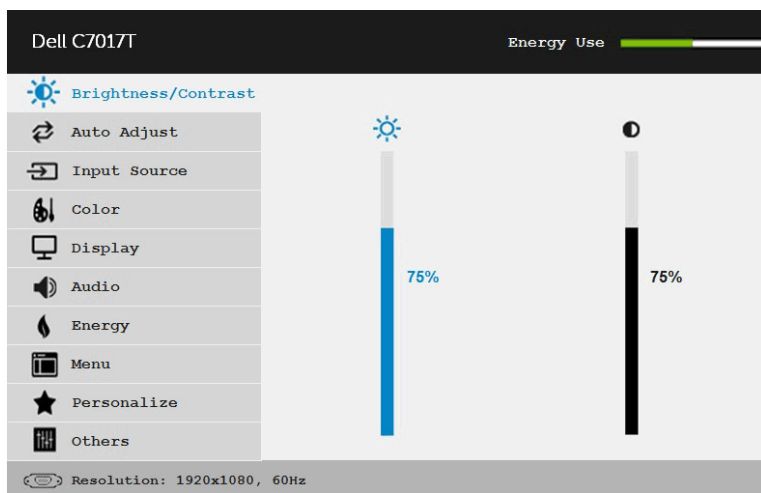 Dell C7017T
Energy Use
Brightness/Contrast
Auto Adjust
Input Source
Color
Display
75%
75%
Audio
Energy
Menu
Personalize
Others
Resolution: 1920x1080, 60Hz